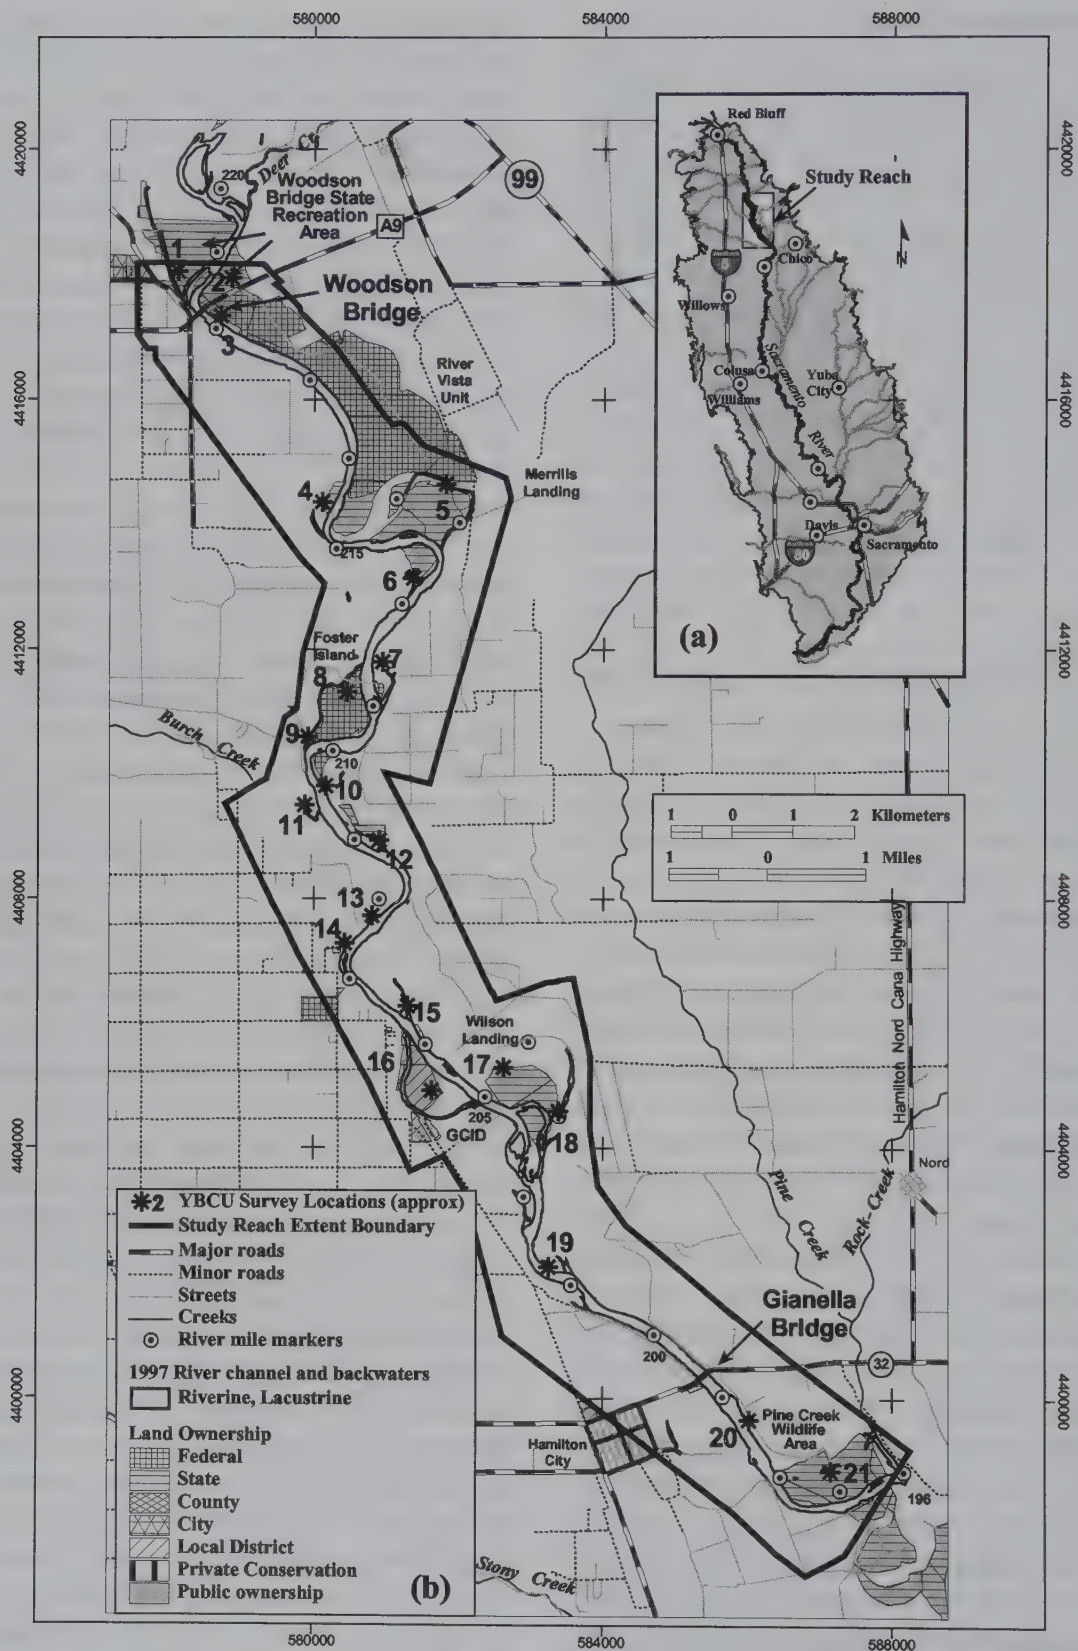 580000
584000
588000
4420000
4416000
4412000
4408000
4404000
4400000
4420000
4416000
4412000
4408000
4404000
4400000
580000
584000
588000
220
Deer
Woodson
Bridge State
Recreation
Area
99
A9
1
2
Woodson
Bridge
3
River
Vista
Unit
4
5
Merrills
Landing
215
6
Foster
Island
7
8
Burch Creek
9
210
10
11
12
13
14
15
16
Wilson
Landing
17
205
GCID
18
19
Gianella
Bridge
200
32
20
Pine Creek
Wildlife
Area
21
196
Hamilton
City
Stony Creek
Pine Creek
Rock Creek
Nord
Hamilton Nord Cana Highway
Red Bluff
Study Reach
N
Chico
Willows
Colusa
Williams
Sacramento
River
Yuba
City
Davis
80
Sacramento
(a)
1 0 1 2 Kilometers
1 0 1 Miles
2 YBCU Survey Locations (approx)
Study Reach Extent Boundary
Major roads
Minor roads
Streets
Creeks
River mile markers
1997 River channel and backwaters
Riverine, Lacustrine
Land Ownership
Federal
State
County
City
Local District
Private Conservation
Public ownership
(b)